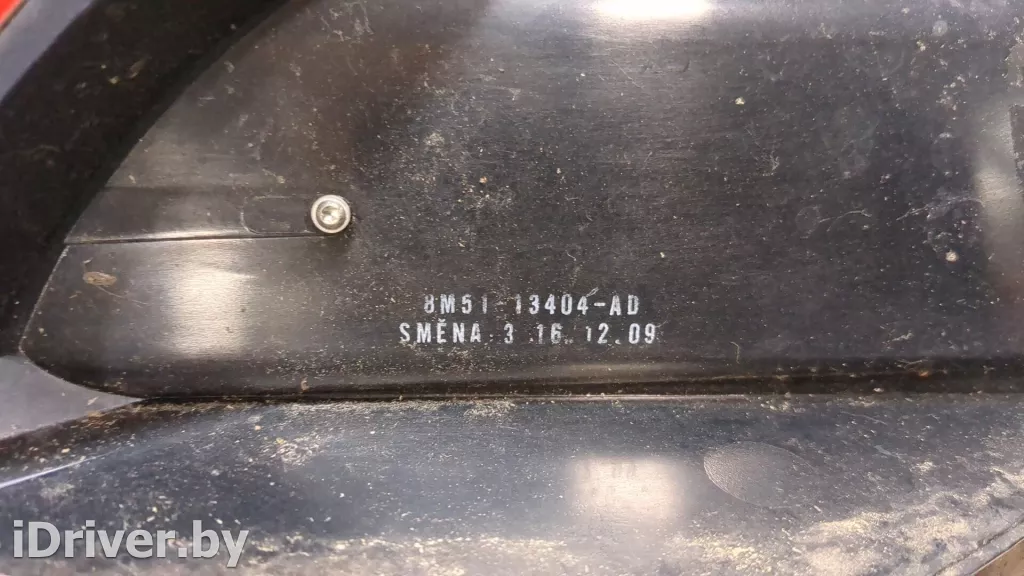 8M51-13404-AD
SMĚNA 3 16.12.09
iDriver.by